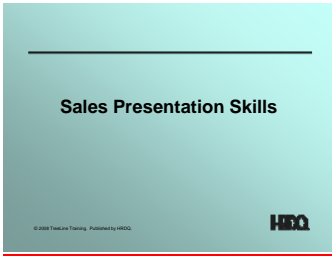 Sales Presentation Skills
© 2008 TreeLine Training. Published by HRDQ.
HRDQ